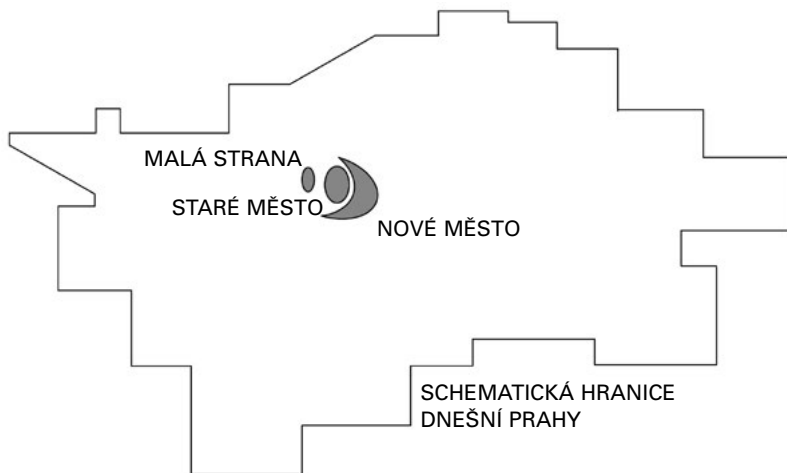 MALÁ STRANA
STARÉ MĚSTO
NOVÉ MĚSTO
SCHEMATICKÁ HRANICE
DNEŠNÍ PRAHY